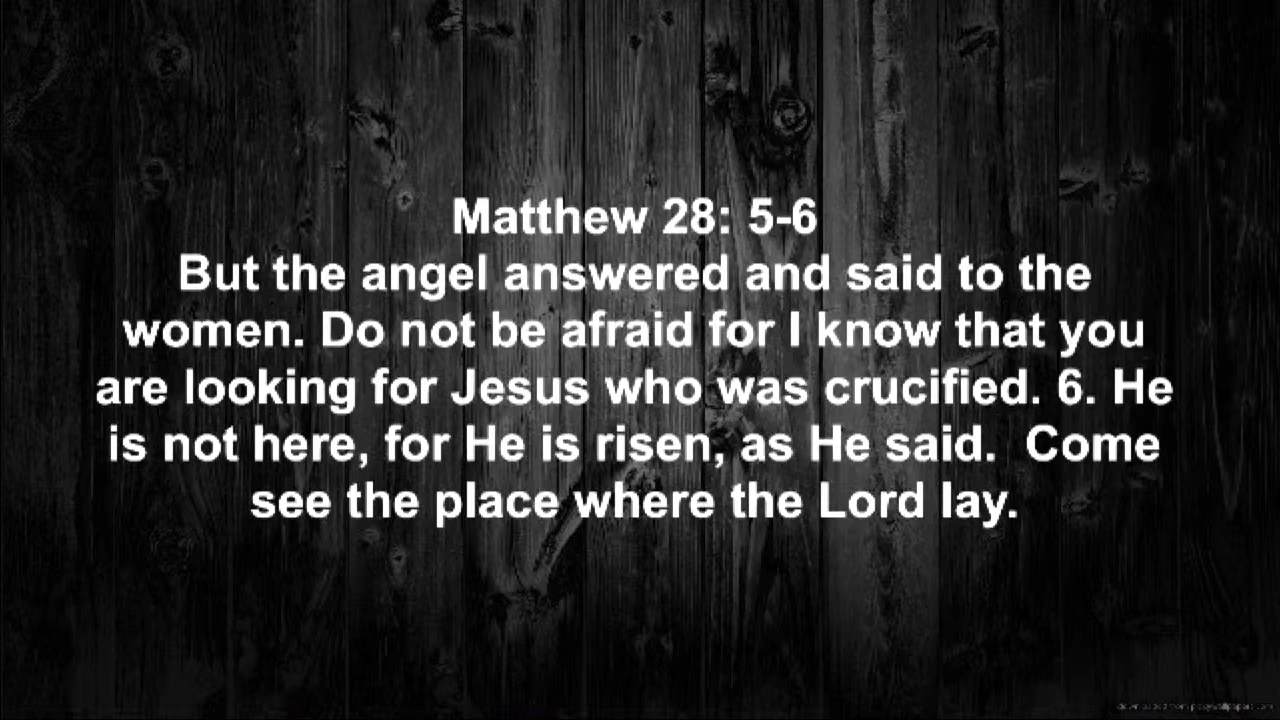 Matthew 28: 5-6
But the angel answered and said to the
women. Do not be afraid for I know that you
are looking for Jesus who was crucified. 6. He
is not here, for He is risen, as He said.  Come
see the place where the Lord lay.
downloaded from